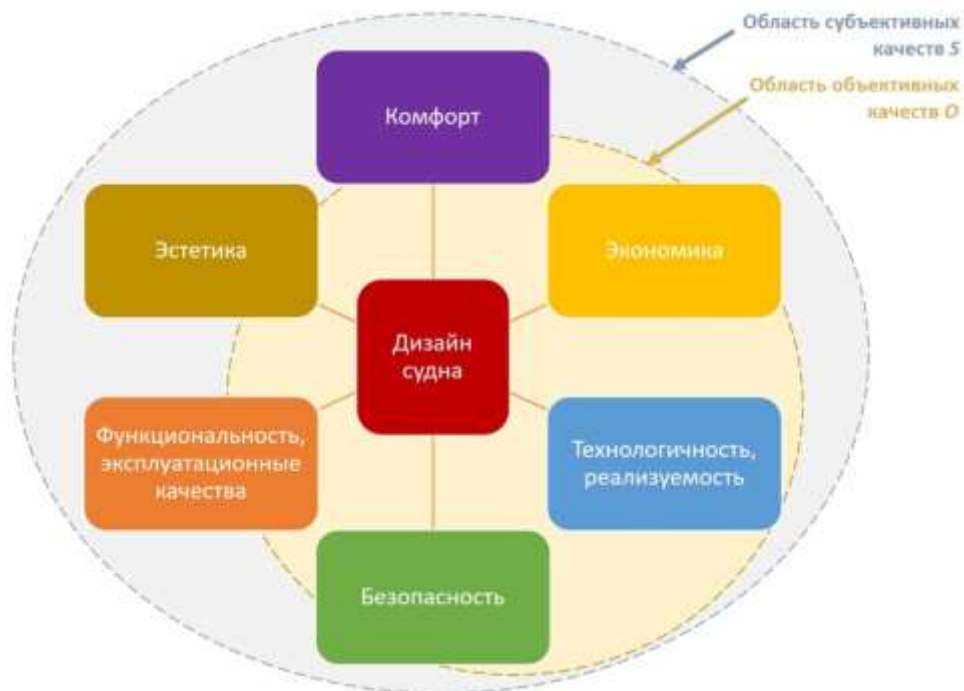 Область субъективных
качеств S
Область объективных
качеств O
Комфорт
Эстетика
Экономика
Дизайн
судна
Функциональность,
эксплуатационные
качества
Технологичность,
реализуемость
Безопасность